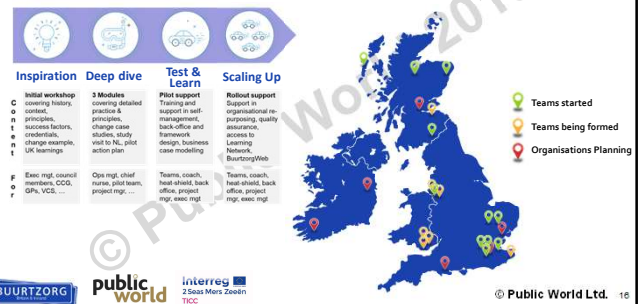 Inspiration
Deep dive
Test &
Learn
Scaling Up
Content
Initial workshop
covering history,
context,
principles,
success factors,
credentials,
change example,
UK learnings
3 Modules
covering detailed
practice &
principles,
change case
studies, study
visit to NL, pilot
action plan
Pilot support
Training and
support in self-
management,
back-office and
framework
design, business
case modelling
Rollout support
Support in
organisational re-
purposing, quality
assurance,
access to
Learning
Network,
BuurtzorgWeb
For
Exec mgt, council
members, CCG,
GPs, VCS, ...
Ops mgt, chief
nurse, pilot team,
project mgr, ...
Teams, coach,
heat-shield, back
office, project
mgr, exec mgt
Teams, coach,
heat-shield, back
office, project
mgr, exec mgt
Teams started
Teams being formed
Organisations Planning
© Public World
BUURTZORG
public
world
Interreg
2 Seas Mers Zeeën
TICC
© Public World Ltd. 16